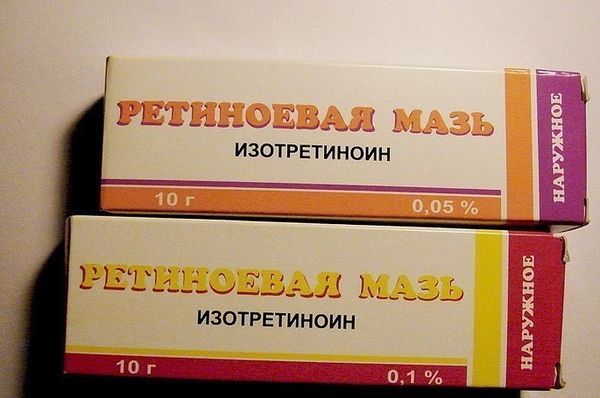 РЕТИНОЕВАЯ МАЗЬ
ИЗОТРЕТИНОИН
10 г 0,05 %
НАРУЖНОЕ
РЕТИНОЕВАЯ МАЗЬ
ИЗОТРЕТИНОИН
10 г 0,1 %
НАРУЖНОЕ